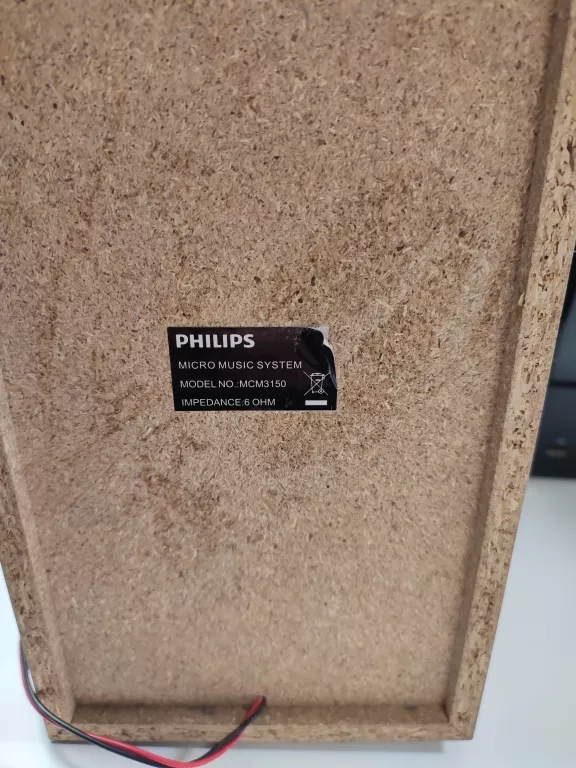 PHILIPS
MICRO MUSIC SYSTEM
MODEL NO.:MCM3150
IMPEDANCE:6 OHM